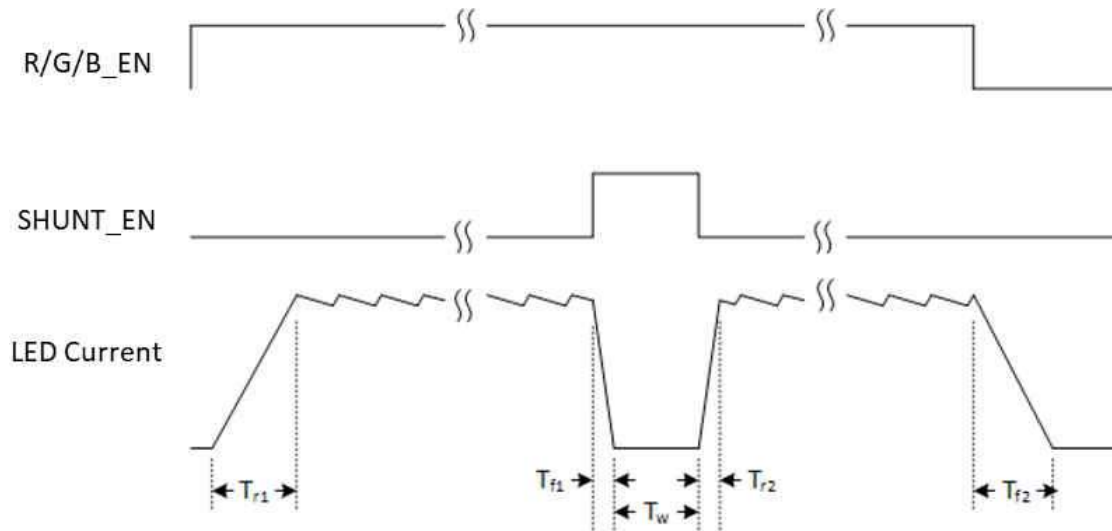 R/G/B_EN
SHUNT_EN
LED Current
Tr1
Tf1
Tw
Tr2
Tf2